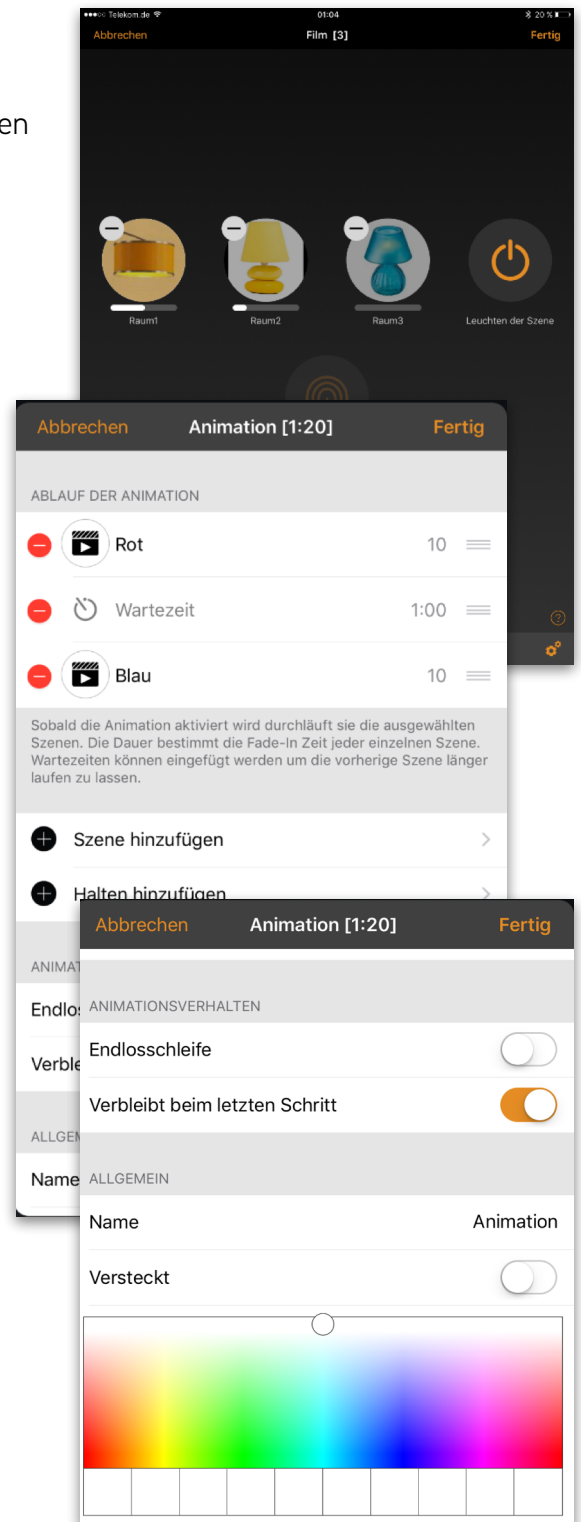 en
Telekom.de 01:04 20 %
Abbrechen Film [3] Fertig
Raum1 Raum2 Raum3 Leuchten der Szene
Abbrechen Animation [1:20] Fertig
ABLAUF DER ANIMATION
Rot 10
Wartezeit 1:00
Blau 10
Sobald die Animation aktiviert wird durchläuft sie die ausgewählten
Szenen. Die Dauer bestimmt die Fade-In Zeit jeder einzelnen Szene.
Wartezeiten können eingefügt werden um die vorherige Szene länger
laufen zu lassen.
Szene hinzufügen
Halten hinzufügen
ANIMAT
Endlos
Verble
ALLGEM
Name
Abbrechen Animation [1:20] Fertig
ANIMATIONSVERHALTEN
Endlosschleife
Verbleibt beim letzten Schritt
ALLGEMEIN
Name Animation
Versteckt